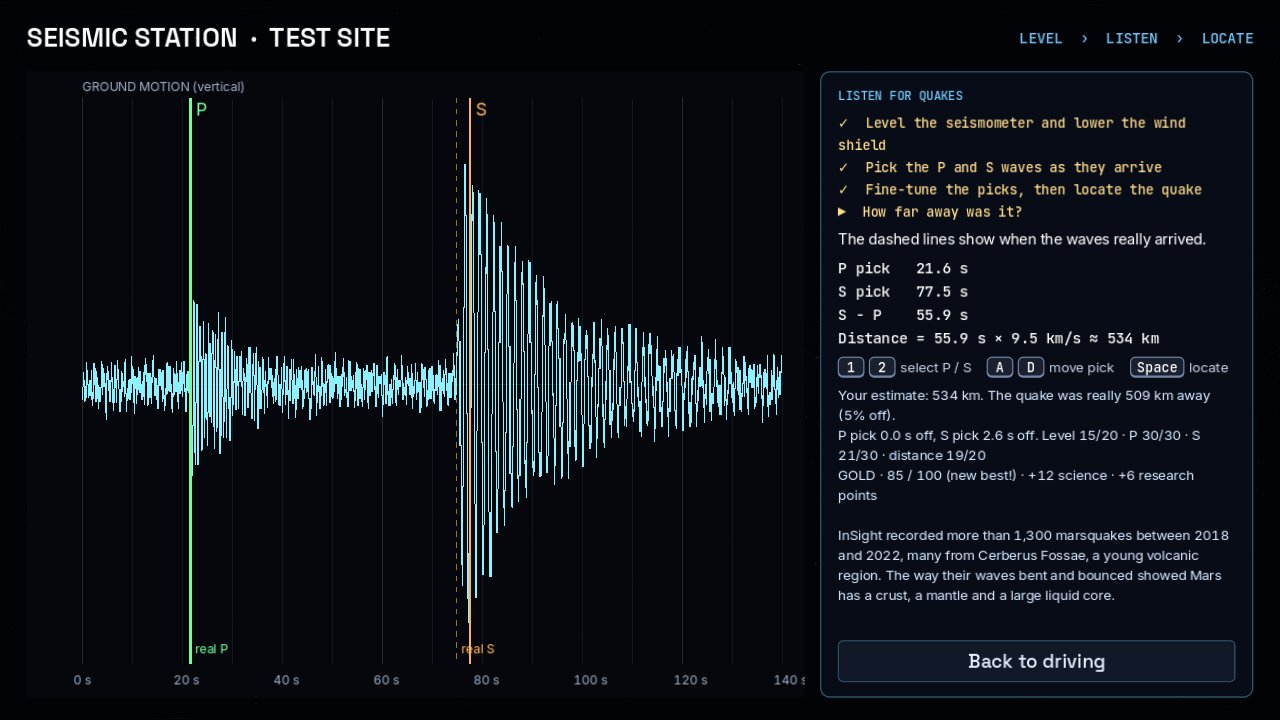 SEISMIC STATION · TEST SITE
LEVEL › LISTEN › LOCATE
GROUND MOTION (vertical)
P
S
real P
real S
0 s
20 s
40 s
60 s
80 s
100 s
120 s
140 s
LISTEN FOR QUAKES
✓ Level the seismometer and lower the wind
shield
✓ Pick the P and S waves as they arrive
✓ Fine-tune the picks, then locate the quake
▶ How far away was it?
The dashed lines show when the waves really arrived.
P pick 21.6 s
S pick 77.5 s
S - P 55.9 s
Distance = 55.9 s × 9.5 km/s ≈ 534 km
1 2 select P / S A D move pick Space locate
Your estimate: 534 km. The quake was really 509 km away
(5% off).
P pick 0.0 s off, S pick 2.6 s off. Level 15/20 · P 30/30 · S
21/30 · distance 19/20
GOLD · 85 / 100 (new best!) · +12 science · +6 research
points
InSight recorded more than 1,300 marsquakes between 2018
and 2022, many from Cerberus Fossae, a young volcanic
region. The way their waves bent and bounced showed Mars
has a crust, a mantle and a large liquid core.
Back to driving